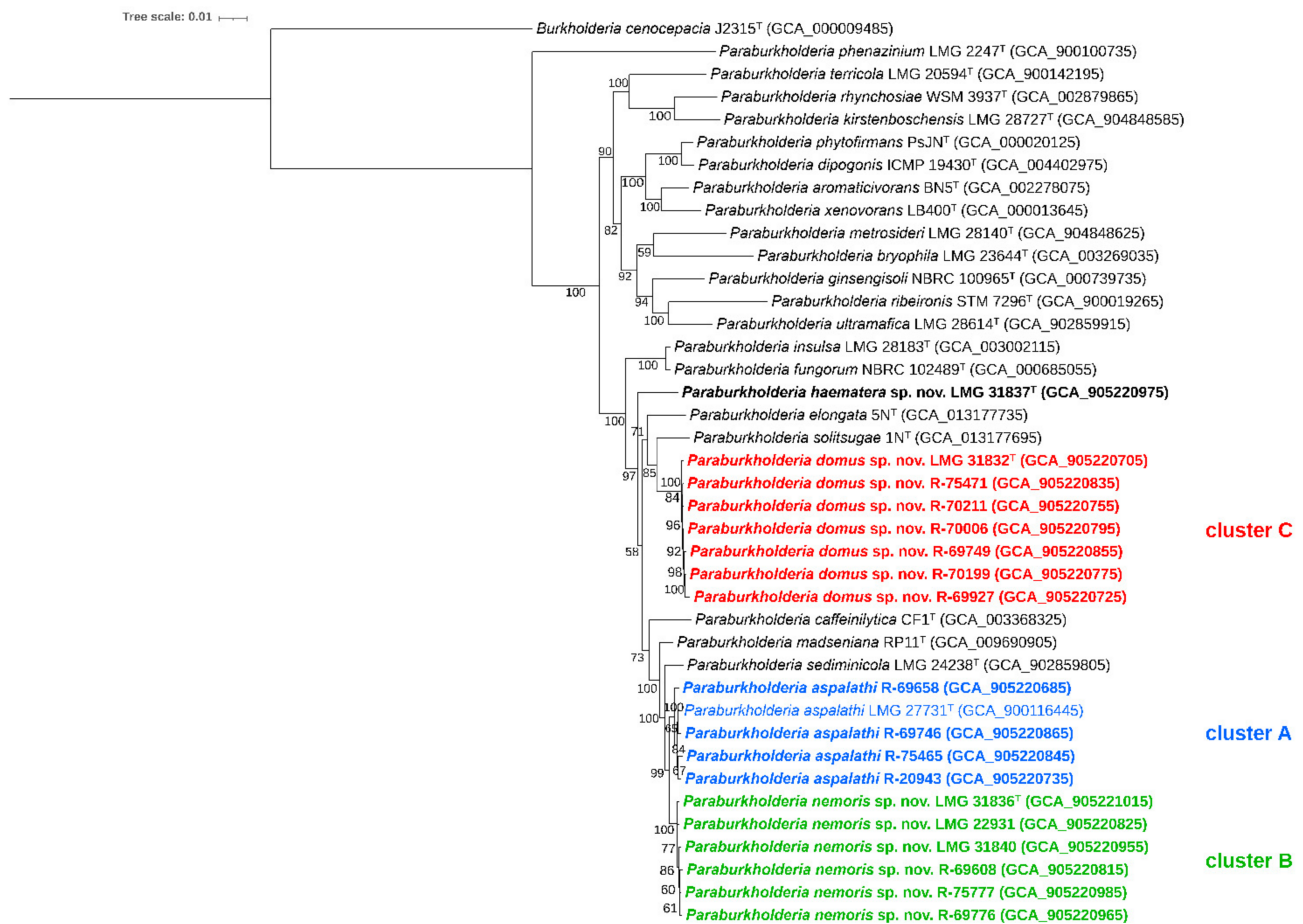 Tree scale: 0.01
Burkholderia cenocepacia J2315ᵀ (GCA_000009485)
Paraburkholderia phenazinium LMG 2247ᵀ (GCA_900100735)
100
Paraburkholderia terricola LMG 20594ᵀ (GCA_900142195)
Paraburkholderia rhynchosiae WSM 3937ᵀ (GCA_002879865)
100
Paraburkholderia kirstenboschensis LMG 28727ᵀ (GCA_904848585)
Paraburkholderia phytofirmans PsJNᵀ (GCA_000020125)
90
100
Paraburkholderia dipogonis ICMP 19430ᵀ (GCA_004402975)
100
Paraburkholderia aromaticivorans BN5ᵀ (GCA_002278075)
100
Paraburkholderia xenovorans LB400ᵀ (GCA_000013645)
82
Paraburkholderia metrosideri LMG 28140ᵀ (GCA_904848625)
59
Paraburkholderia bryophila LMG 23644ᵀ (GCA_003269035)
92
Paraburkholderia ginsengisoli NBRC 100965ᵀ (GCA_000739735)
100
94
Paraburkholderia ribeironis STM 7296ᵀ (GCA_900019265)
100
Paraburkholderia ultramafica LMG 28614ᵀ (GCA_902859915)
Paraburkholderia insulsa LMG 28183ᵀ (GCA_003002115)
100
Paraburkholderia fungorum NBRC 102489ᵀ (GCA_000685055)
Paraburkholderia haematera sp. nov. LMG 31837ᵀ (GCA_905220975)
100
Paraburkholderia elongata 5Nᵀ (GCA_013177735)
71
Paraburkholderia solitsugae 1Nᵀ (GCA_013177695)
Paraburkholderia domus sp. nov. LMG 31832ᵀ (GCA_905220705)
97
85
100
Paraburkholderia domus sp. nov. R-75471 (GCA_905220835)
84
Paraburkholderia domus sp. nov. R-70211 (GCA_905220755)
96
Paraburkholderia domus sp. nov. R-70006 (GCA_905220795)
cluster C
58
92
Paraburkholderia domus sp. nov. R-69749 (GCA_905220855)
98
Paraburkholderia domus sp. nov. R-70199 (GCA_905220775)
100
Paraburkholderia domus sp. nov. R-69927 (GCA_905220725)
Paraburkholderia caffeinilytica CF1ᵀ (GCA_003368325)
73
Paraburkholderia madseniana RP11ᵀ (GCA_009690905)
Paraburkholderia sediminicola LMG 24238ᵀ (GCA_902859805)
100
Paraburkholderia aspalathi R-69658 (GCA_905220685)
100
100
Paraburkholderia aspalathi LMG 27731ᵀ (GCA_900116445)
65
Paraburkholderia aspalathi R-69746 (GCA_905220865)
cluster A
84
Paraburkholderia aspalathi R-75465 (GCA_905220845)
99
67
Paraburkholderia aspalathi R-20943 (GCA_905220735)
Paraburkholderia nemoris sp. nov. LMG 31836ᵀ (GCA_905221015)
100
Paraburkholderia nemoris sp. nov. LMG 22931 (GCA_905220825)
77
Paraburkholderia nemoris sp. nov. LMG 31840 (GCA_905220955)
cluster B
86
Paraburkholderia nemoris sp. nov. R-69608 (GCA_905220815)
60
Paraburkholderia nemoris sp. nov. R-75777 (GCA_905220985)
61
Paraburkholderia nemoris sp. nov. R-69776 (GCA_905220965)